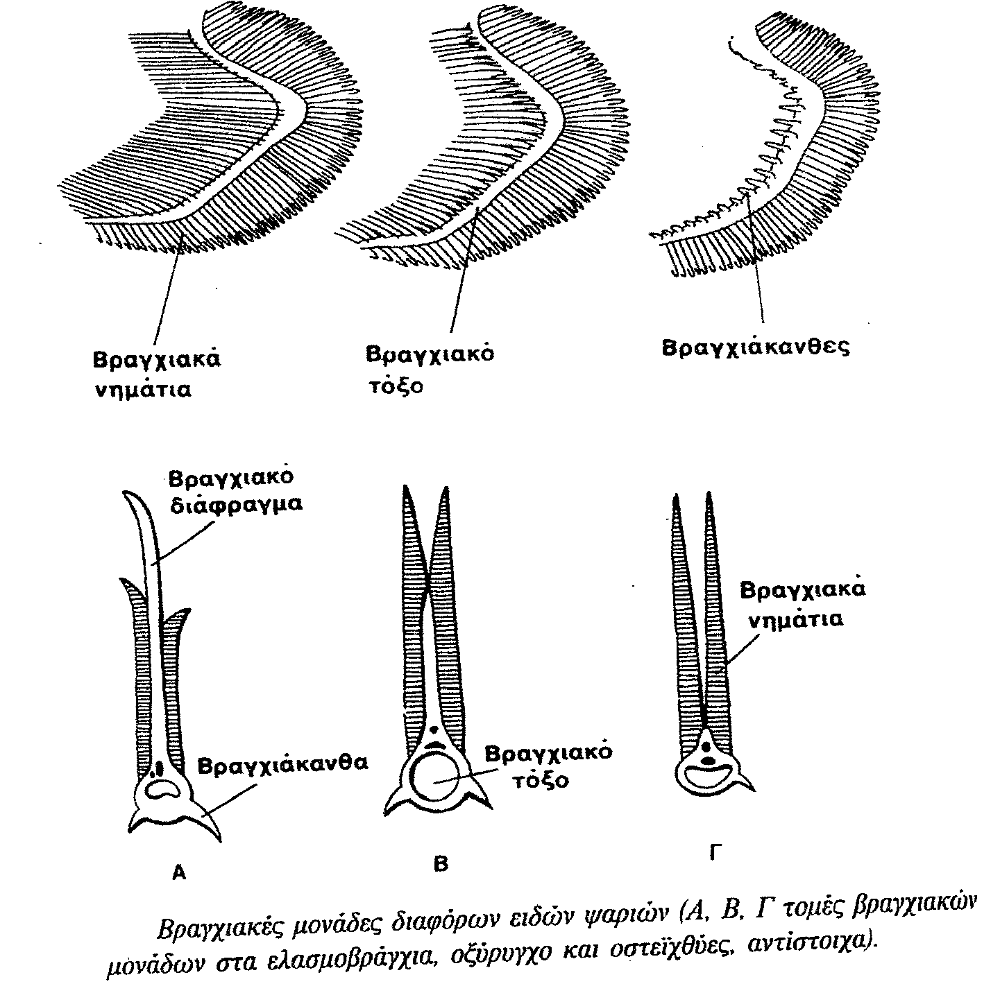 Βραγχιακά
νημάτια
Βραγχιακό
τόξο
Βραγχιάκανθες
Βραγχιακό
διάφραγμα
Βραγχιακά
νημάτια
Βραγχιάκανθα
Βραγχιακό
τόξο
Α
Β
Γ
Βραγχιακές μονάδες διαφόρων ειδών ψαριών (Α, Β, Γ τομές βραγχιακών
μονάδων στα ελασμοβράγχια, οξύρυγχο και οστεϊχθύες, αντίστοιχα).